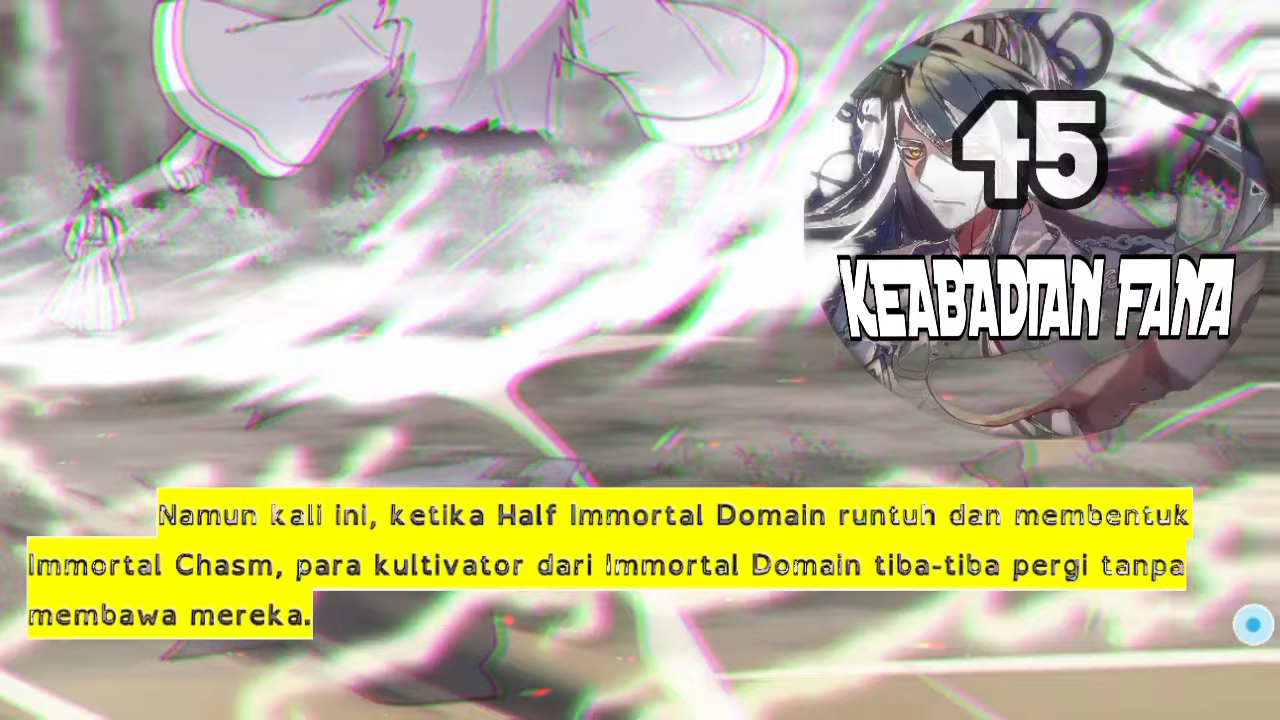 45
KEABADIAN FANA
Namun kali ini, ketika Half Immortal Domain runtuh dan membentuk
Immortal Chasm, para kultivator dari Immortal Domain tiba-tiba pergi tanpa
membawa mereka.